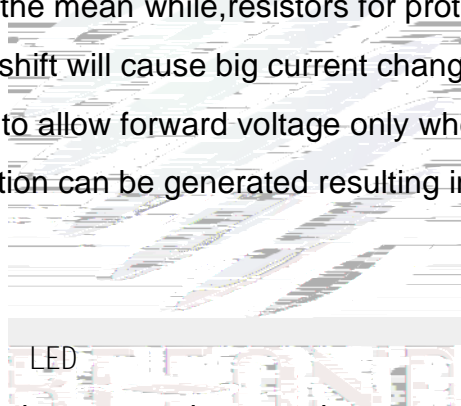 the mean while,resistors for prot
shift will cause big current chang
to allow forward voltage only wh
tion can be generated resulting i
LED